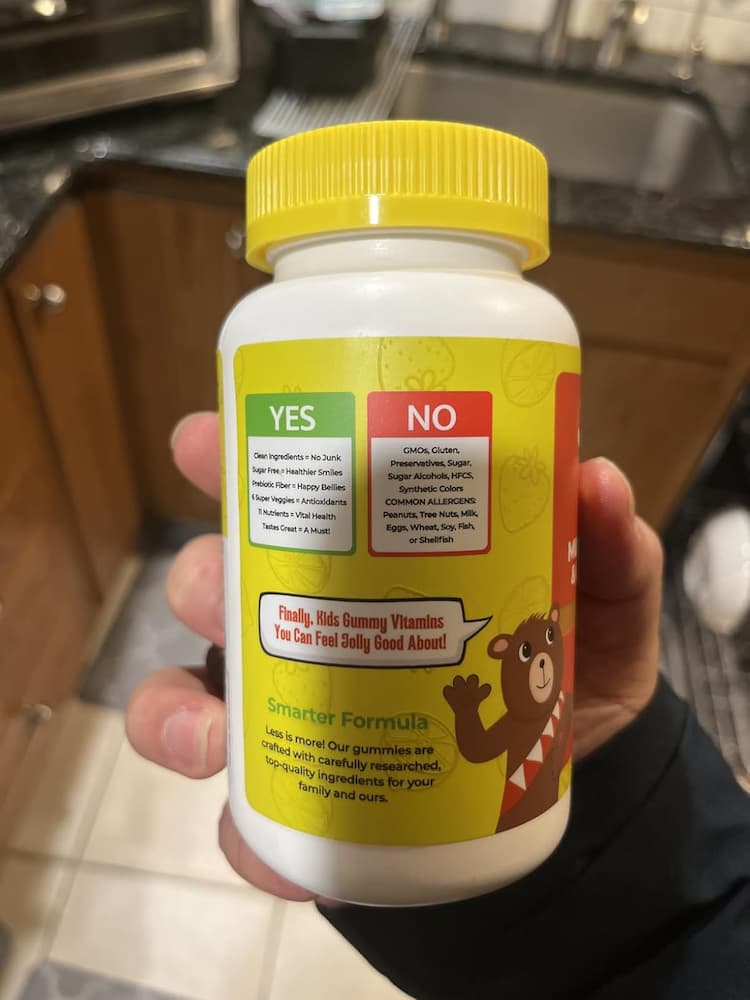 YES
Clean Ingredients = No Junk
Sugar Free = Healthier Smiles
Prebiotic Fiber = Happy Bellies
6 Super Veggies = Antioxidants
11 Nutrients = Vital Health
Tastes Great = A Must!
NO
GMOs, Gluten,
Preservatives, Sugar,
Sugar Alcohols, HFCS,
Synthetic Colors
COMMON ALLERGENS:
Peanuts, Tree Nuts, Milk,
Eggs, Wheat, Soy, Fish,
or Shellfish
Finally, Kids Gummy Vitamins
You Can Feel Jolly Good About!
Smarter Formula
Less is more! Our gummies are
crafted with carefully researched,
top-quality ingredients for your
family and ours.